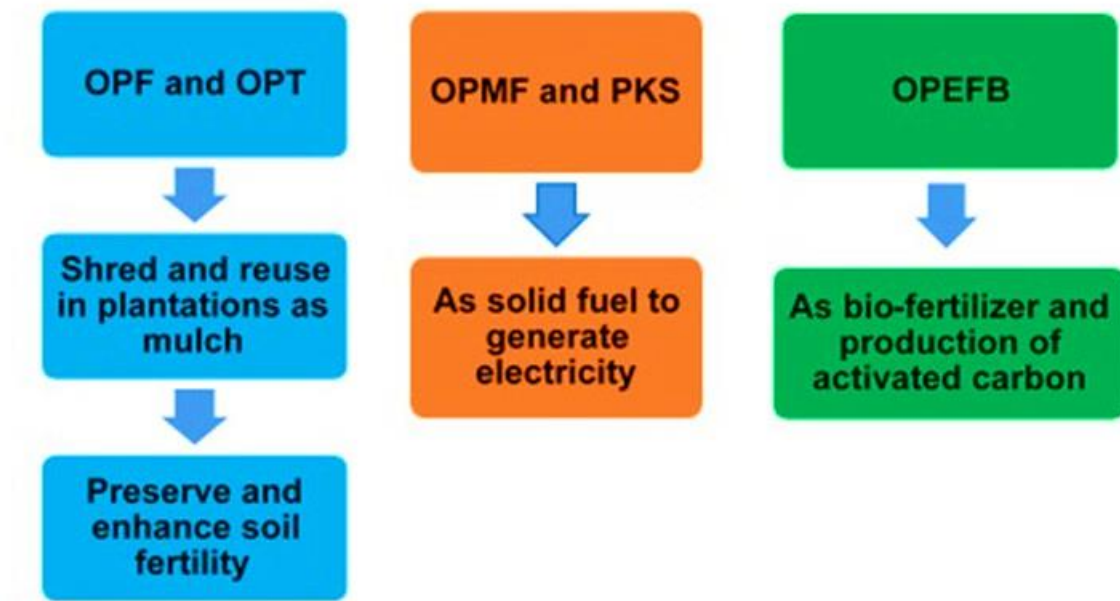 OPF and OPT
Shred and reuse
in plantations as
mulch
Preserve and
enhance soil
fertility
OPMF and PKS
As solid fuel to
generate
electricity
OPEFB
As bio-fertilizer and
production of
activated carbon